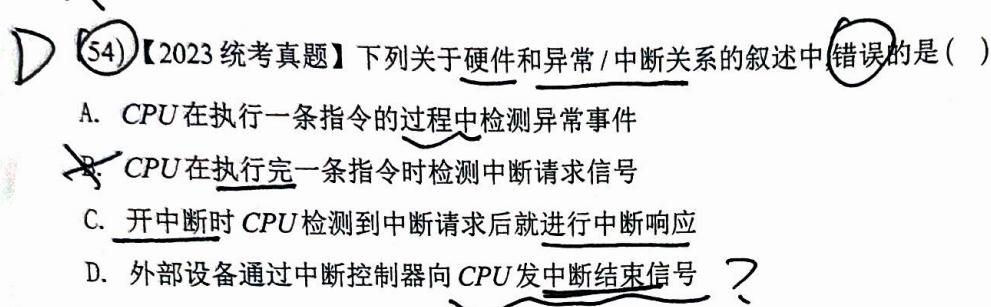 D (54)【2023 统考真题】下列关于硬件和异常/中断关系的叙述中,错误的是( )
A. CPU在执行一条指令的过程中检测异常事件
B. CPU在执行完一条指令时检测中断请求信号
C. 开中断时 CPU检测到中断请求后就进行中断响应
D. 外部设备通过中断控制器向 CPU发中断结束信号 ?